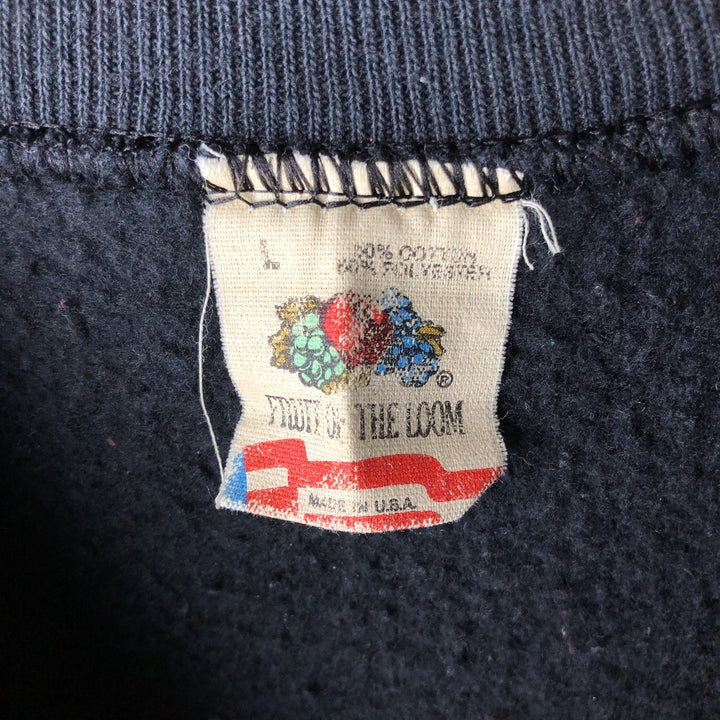 L
50% COTTON
50% POLYESTER
®
FRUIT OF THE LOOM
MADE IN U.S.A.